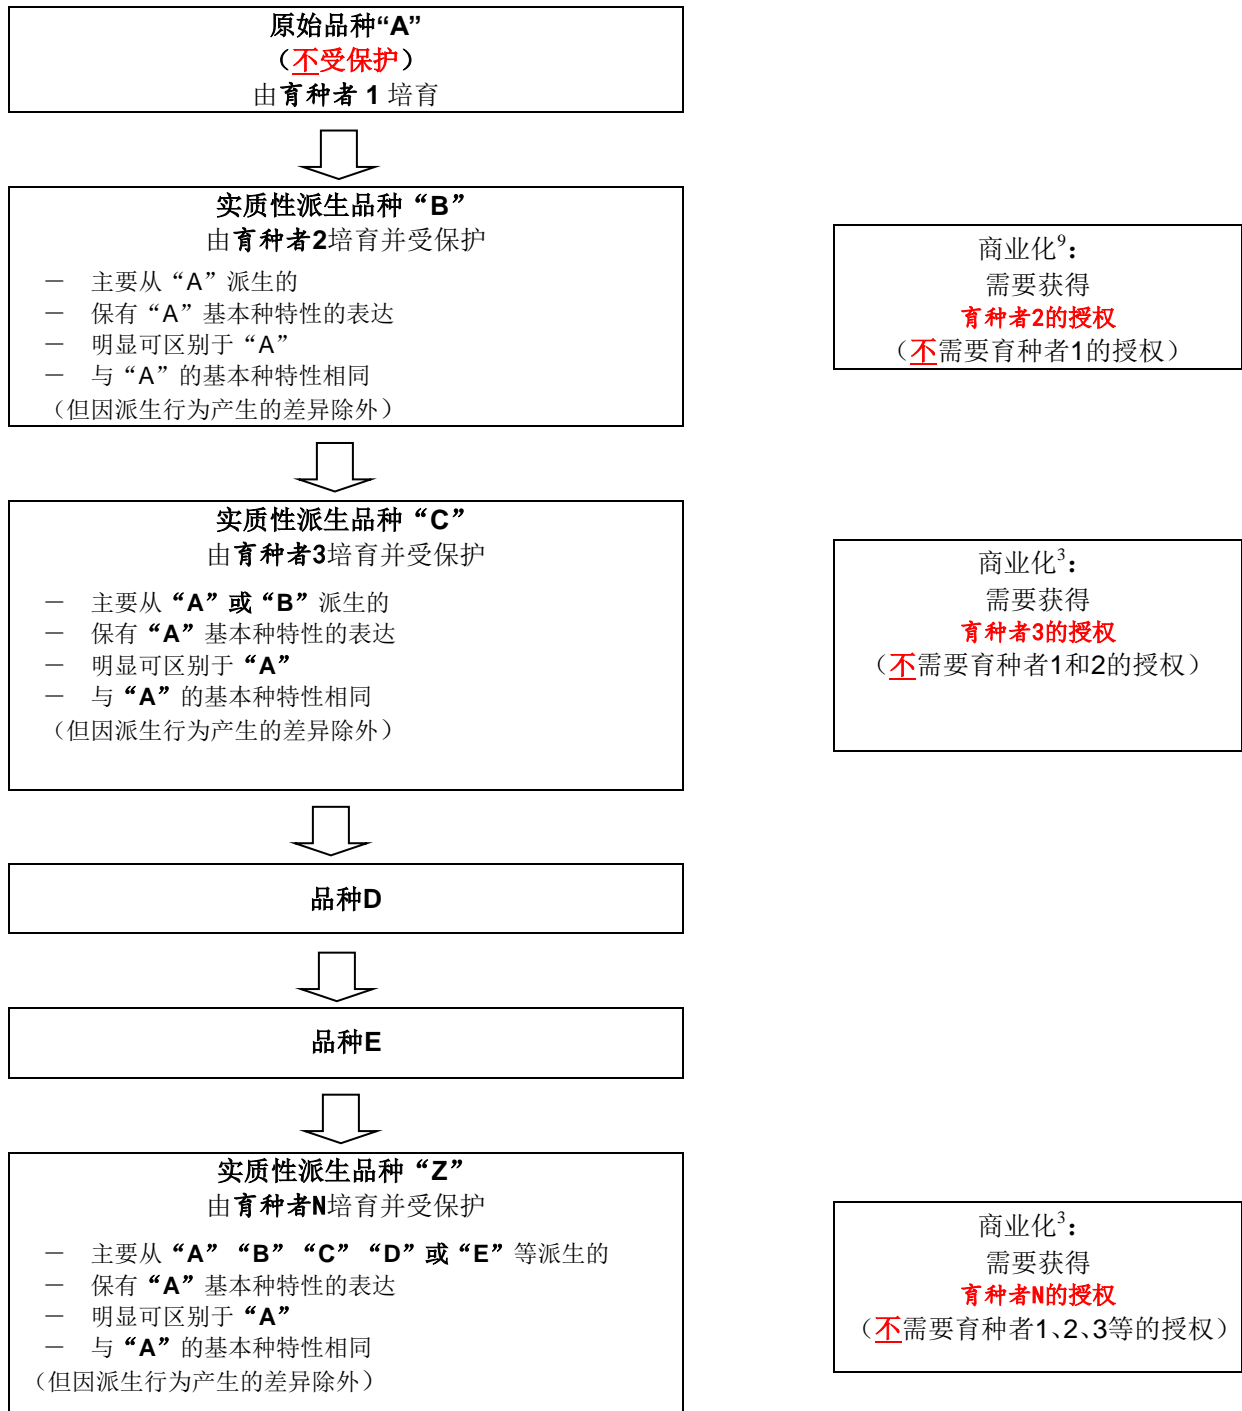 原始品种“A”
（不受保护）
由育种者 1 培育
实质性派生品种“B”
由育种者2培育并受保护
－ 主要从“A”派生的
－ 保有“A”基本种特性的表达
－ 明显可区别于“A”
－ 与“A”的基本种特性相同
（但因派生行为产生的差异除外）
商业化9：
需要获得
育种者2的授权
（不需要育种者1的授权）
实质性派生品种“C”
由育种者3培育并受保护
－ 主要从“A”或“B”派生的
－ 保有“A”基本种特性的表达
－ 明显可区别于“A”
－ 与“A”的基本种特性相同
（但因派生行为产生的差异除外）
商业化3：
需要获得
育种者3的授权
（不需要育种者1和2的授权）
品种D
品种E
实质性派生品种“Z”
由育种者N培育并受保护
－ 主要从“A”“B”“C”“D”或“E”等派生的
－ 保有“A”基本种特性的表达
－ 明显可区别于“A”
－ 与“A”的基本种特性相同
（但因派生行为产生的差异除外）
商业化3：
需要获得
育种者N的授权
（不需要育种者1、2、3等的授权）